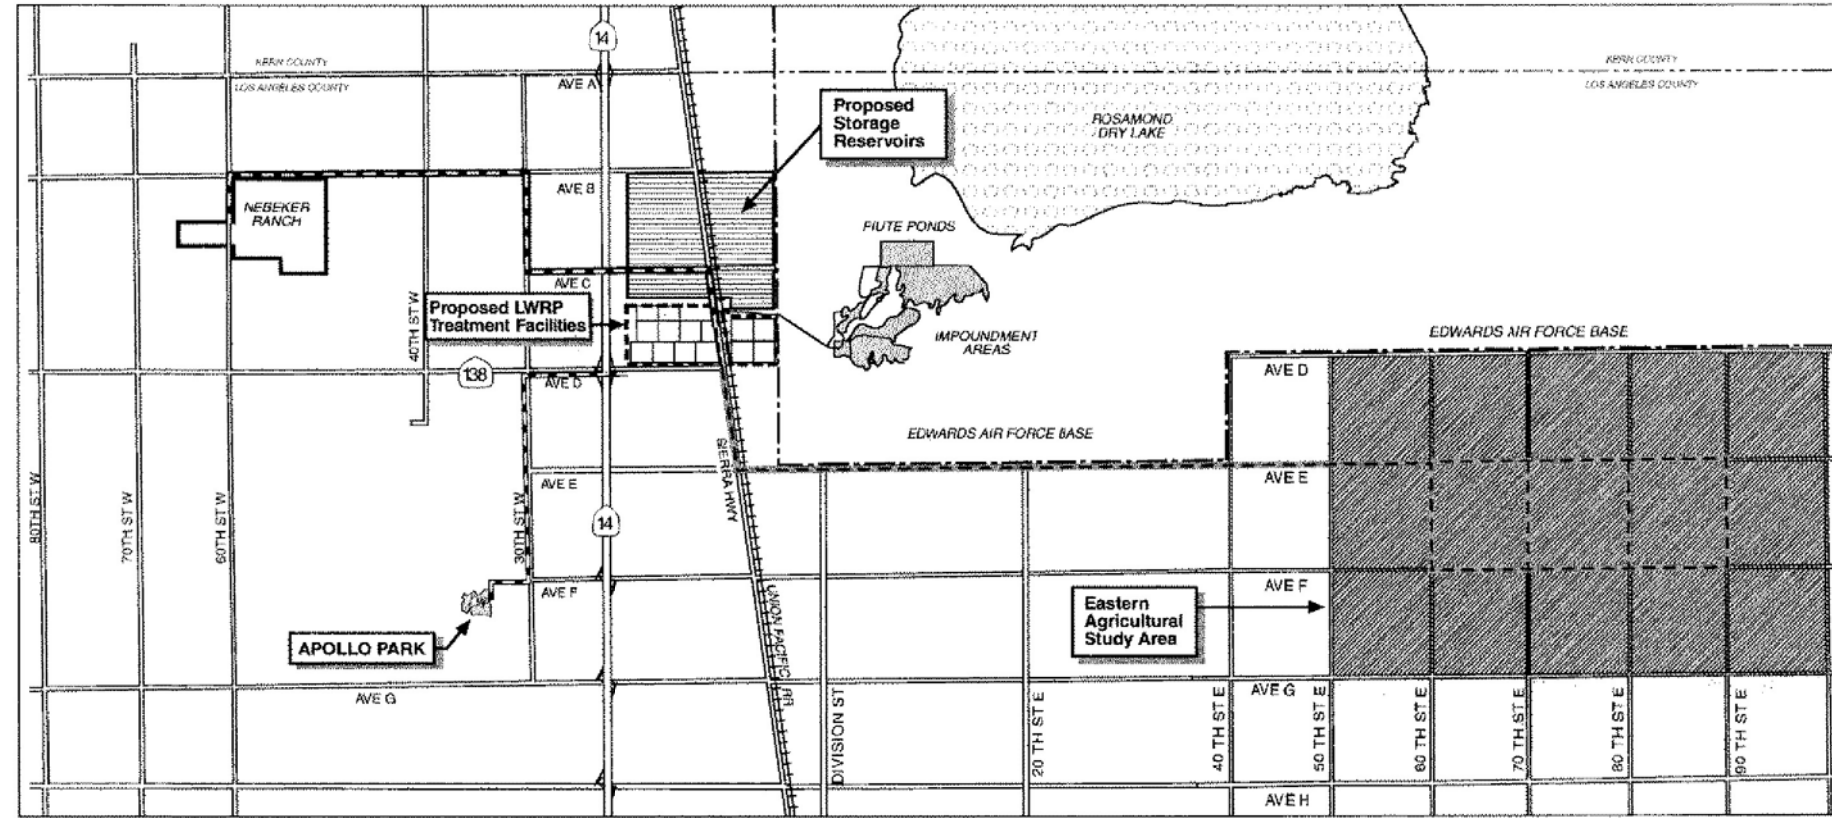 14
KERN COUNTY
LOS ANGELES COUNTY
KERN COUNTY
LOS ANGELES COUNTY
AVE A
Proposed
Storage
Reservoirs
ROSAMOND
DRY LAKE
AVE B
NEBEKER
RANCH
PIUTE PONDS
AVE C
Proposed LWRP
Treatment Facilities
40TH ST W
IMPOUNDMENT
AREAS
EDWARDS AIR FORCE BASE
138
AVE D
AVE D
EDWARDS AIR FORCE BASE
SIERRA HWY
AVE E
AVE E
80TH ST W
70TH ST W
60TH ST W
30TH ST W
14
AVE F
AVE F
Eastern
Agricultural
Study Area
APOLLO PARK
UNION PACIFIC RR
AVE G
AVE G
DIVISION ST
20 TH ST E
40 TH ST E
50 TH ST E
60 TH ST E
70 TH ST E
80 TH ST E
90 TH ST E
AVE H